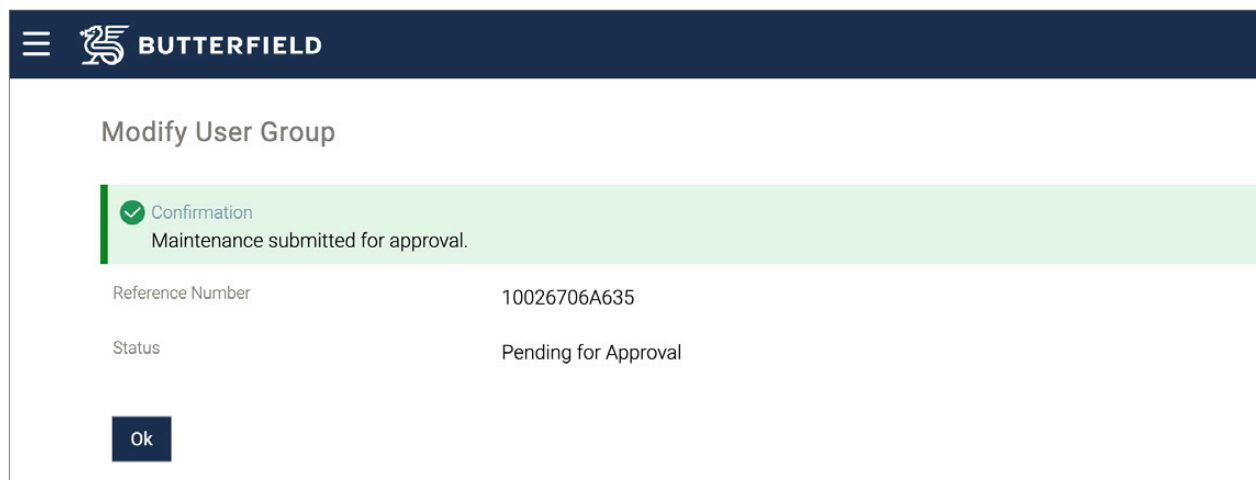 BUTTERFIELD
Modify User Group
Confirmation
Maintenance submitted for approval.
Reference Number 10026706A635
Status Pending for Approval
Ok